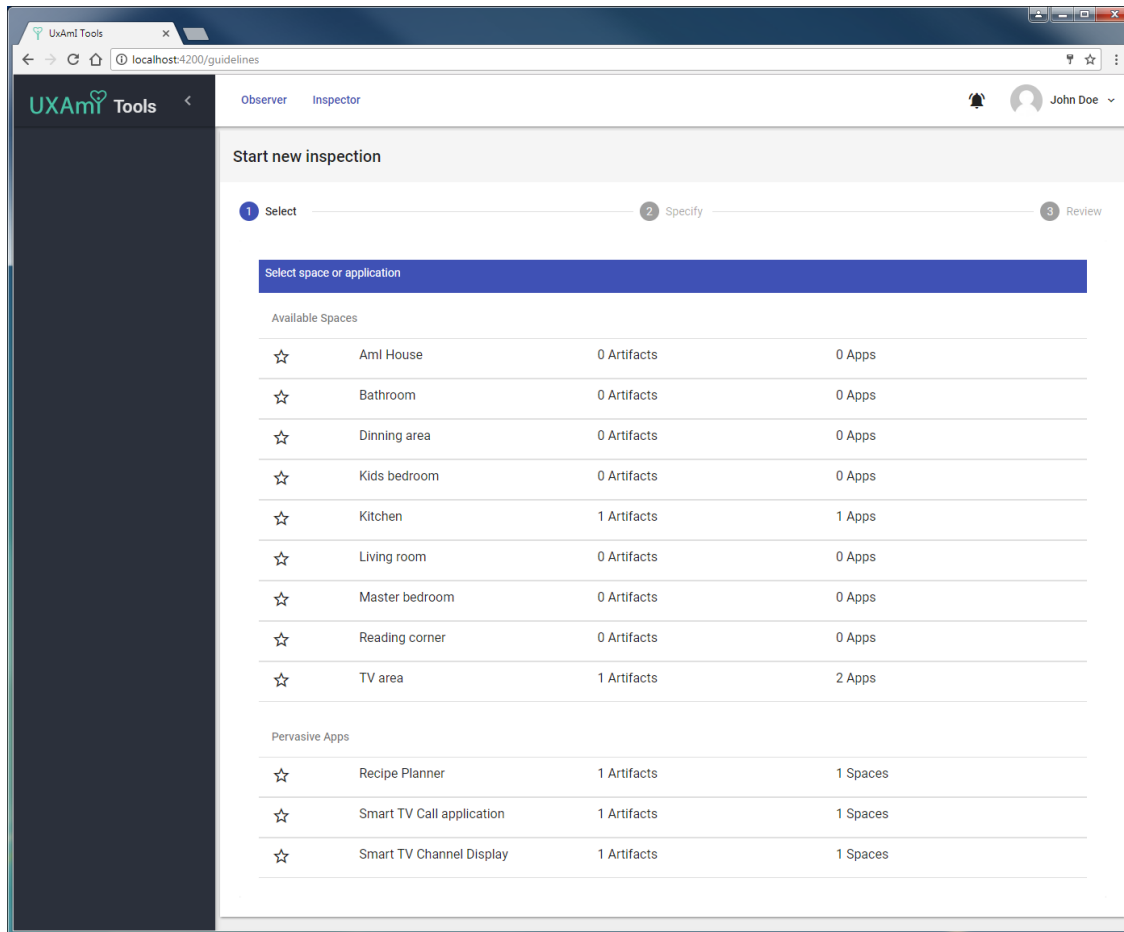 UxAmI Tools
localhost:4200/guidelines
UXAmI Tools
Observer Inspector John Doe
Start new inspection
1 Select 2 Specify 3 Review
Select space or application
Available Spaces
AmI House 0 Artifacts 0 Apps
Bathroom 0 Artifacts 0 Apps
Dinning area 0 Artifacts 0 Apps
Kids bedroom 0 Artifacts 0 Apps
Kitchen 1 Artifacts 1 Apps
Living room 0 Artifacts 0 Apps
Master bedroom 0 Artifacts 0 Apps
Reading corner 0 Artifacts 0 Apps
TV area 1 Artifacts 2 Apps
Pervasive Apps
Recipe Planner 1 Artifacts 1 Spaces
Smart TV Call application 1 Artifacts 1 Spaces
Smart TV Channel Display 1 Artifacts 1 Spaces